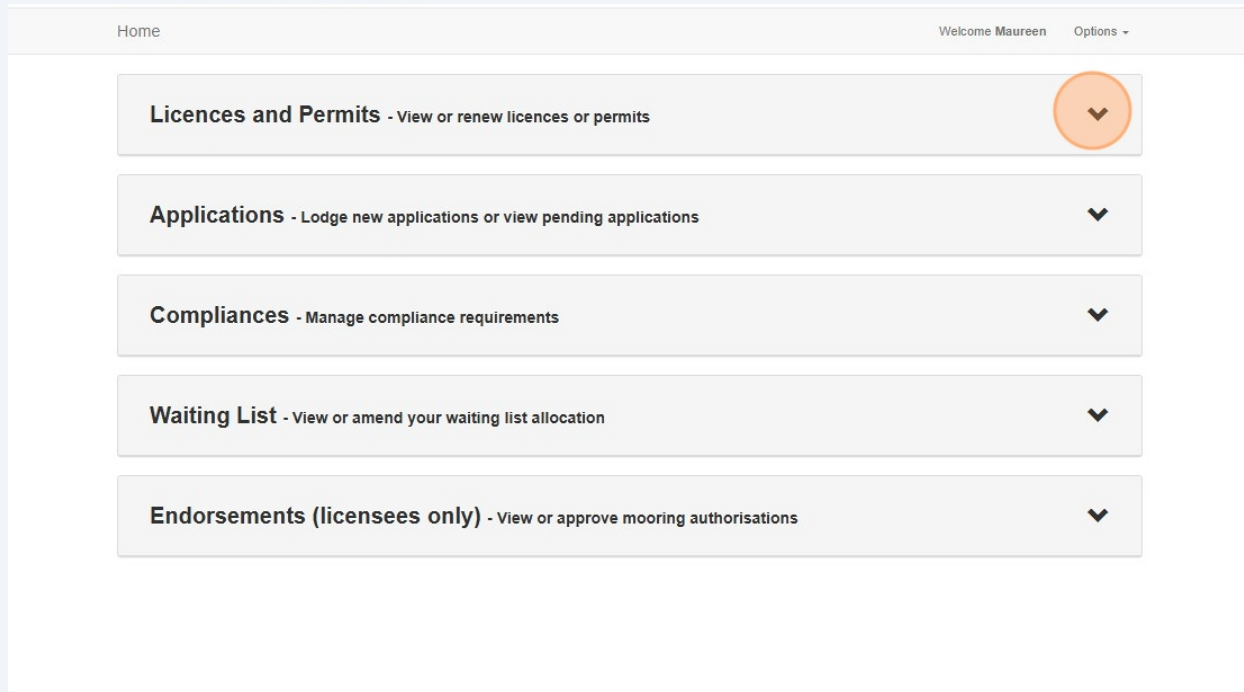 Home Welcome Maureen Options
Licences and Permits - View or renew licences or permits
Applications - Lodge new applications or view pending applications
Compliances - Manage compliance requirements
Waiting List - View or amend your waiting list allocation
Endorsements (licensees only) - View or approve mooring authorisations